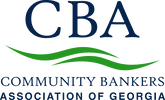 CBA
COMMUNITY BANKERS
ASSOCIATION OF GEORGIA